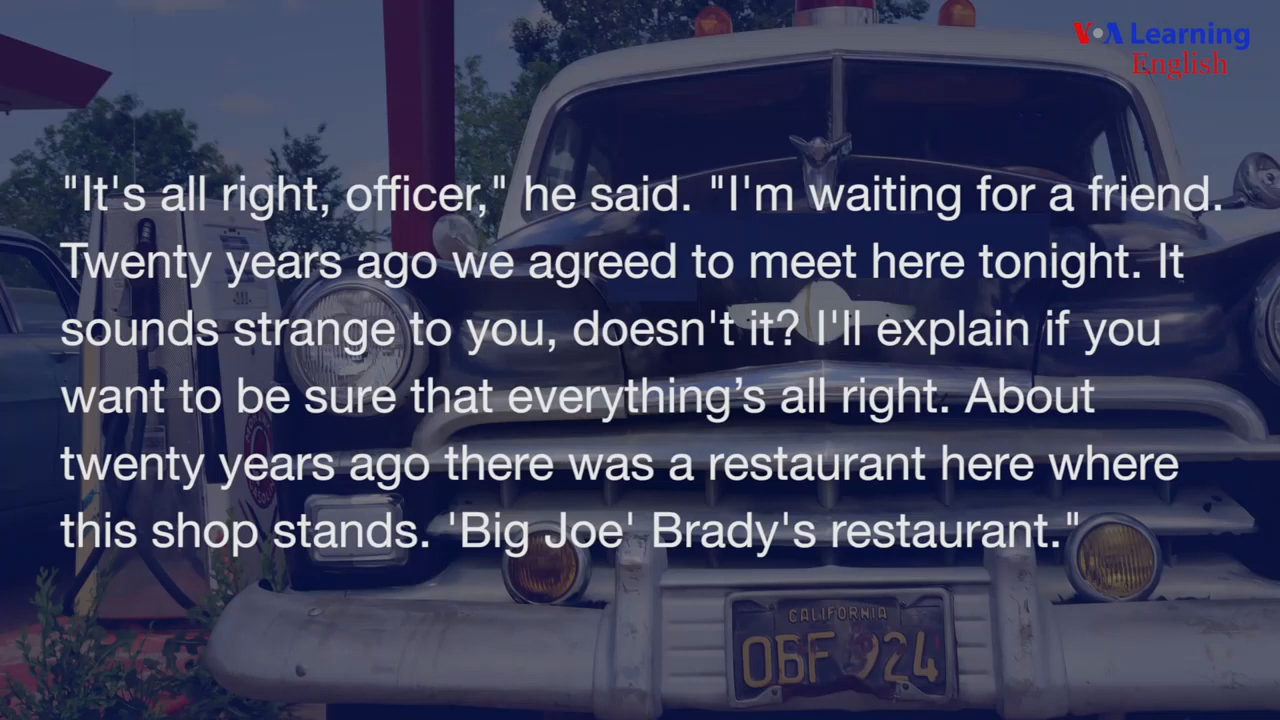 VOA Learning
English
"It's all right, officer," he said. "I'm waiting for a friend.
Twenty years ago we agreed to meet here tonight. It
sounds strange to you, doesn't it? I'll explain if you
want to be sure that everything’s all right. About
twenty years ago there was a restaurant here where
this shop stands. 'Big Joe' Brady's restaurant."
CALIFORNIA
OBF 924